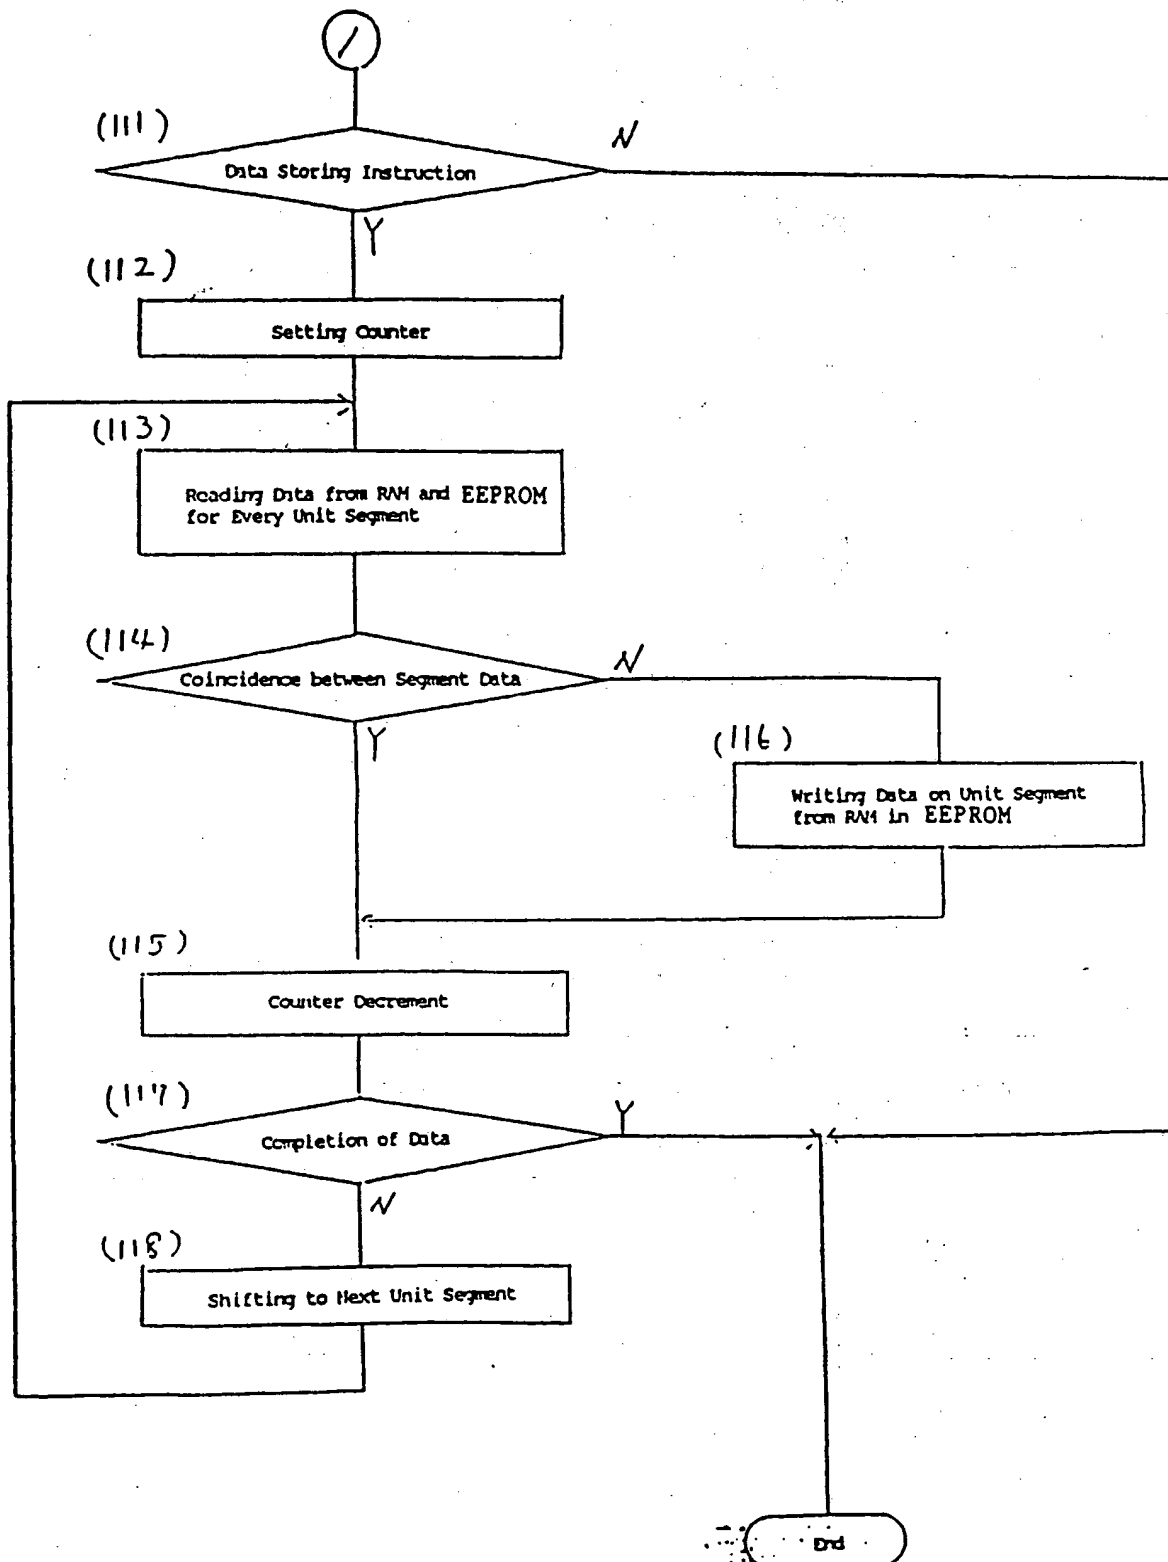 /
(111)
N
Data Storing Instruction
Y
(112)
Setting Counter
(113)
Reading Data from RAM and EEPROM
for Every Unit Segment
(114)
N
Coincidence between Segment Data
Y
(116)
Writing Data on Unit Segment
from RAM in EEPROM
(115)
Counter Decrement
(117)
Y
Completion of Data
N
(118)
Shifting to Next Unit Segment
End